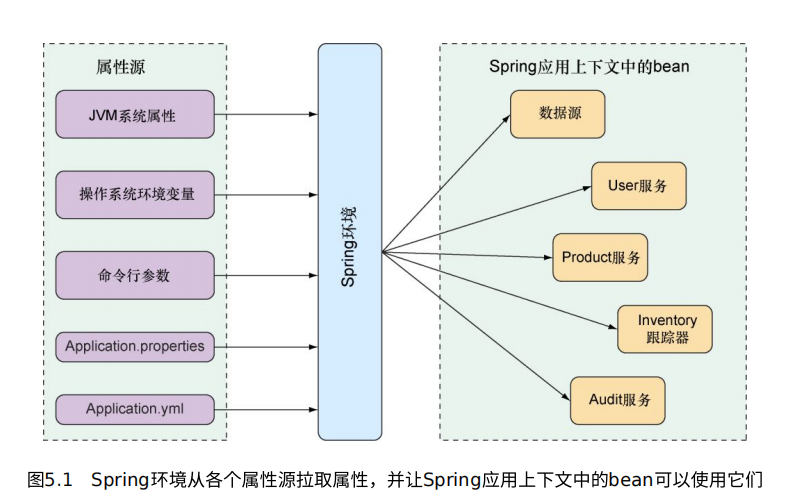 属性源
JVM系统属性
操作系统环境变量
命令行参数
Application.properties
Application.yml
Spring环境
Spring应用上下文中的bean
数据源
User服务
Product服务
Inventory
跟踪器
Audit服务
图5.1 Spring环境从各个属性源拉取属性，并让Spring应用上下文中的bean可以使用它们